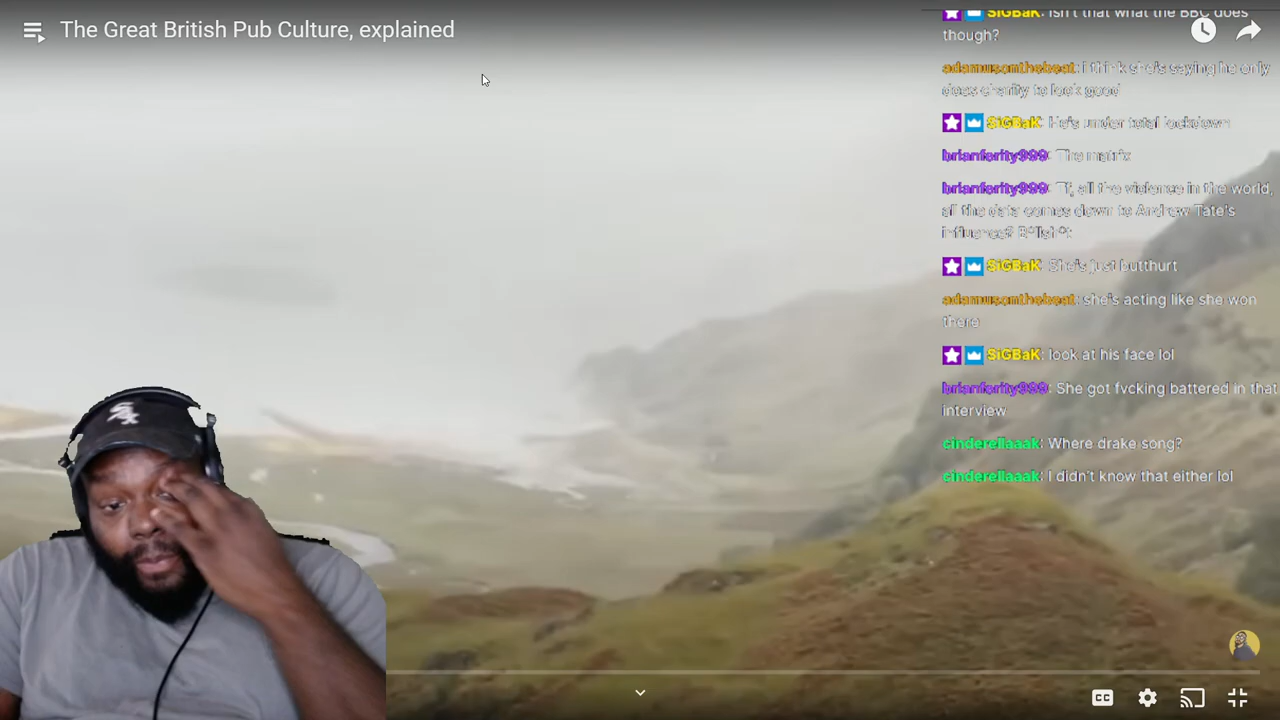 The Great British Pub Culture, explained
SiGBaK: Isn't that what the BBC does
though?
adamusonthebeat: i think she's saying he only
does charity to look good
SiGBaK: He's under total lockdown
brianferity999: The matrix
brianferity999: Tf, all the violence in the world,
all the data comes down to Andrew Tate's
influence? B*llsh*t
SiGBaK: She's just butthurt
adamusonthebeat: she's acting like she won
there
SiGBaK: look at his face lol
brianferity999: She got fvcking battered in that
interview
cinderellaaak: Where drake song?
cinderellaaak: I didn't know that either lol
CC